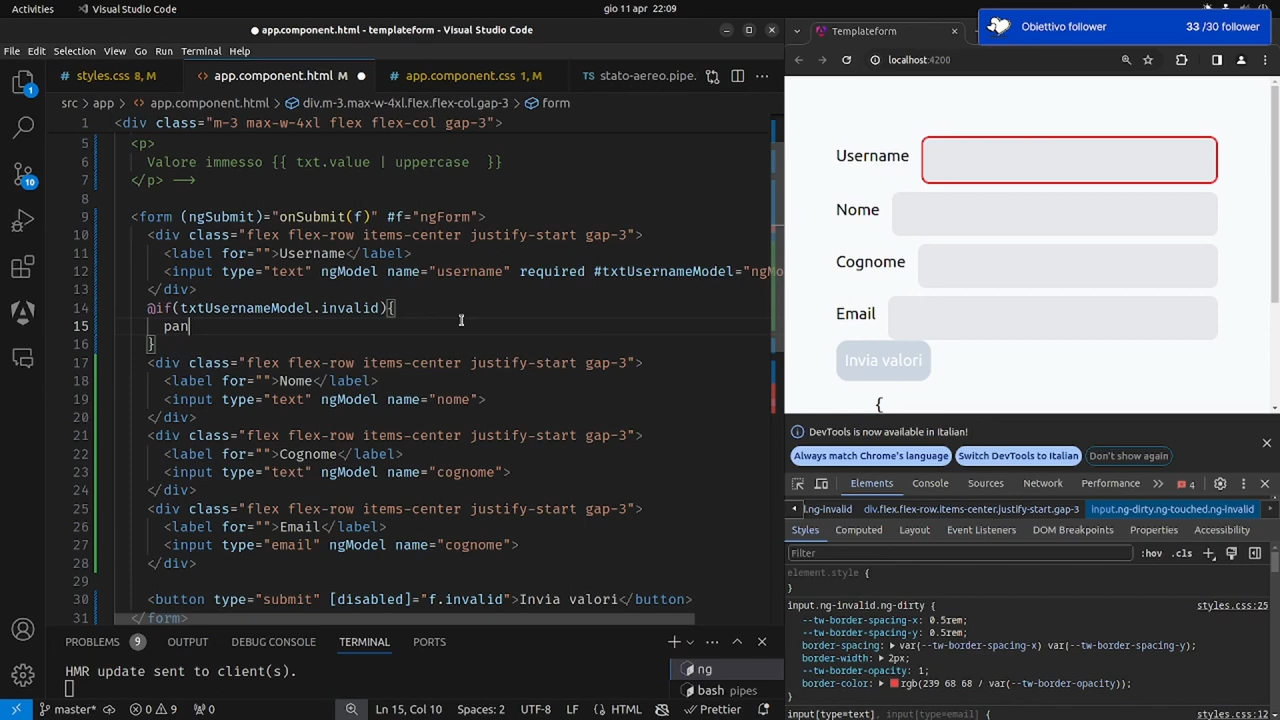 Activities Visual Studio Code gio 11 apr 22:09
Obiettivo follower 33 /30 follower
app.component.html - templateform - Visual Studio Code
Templateform
File Edit Selection View Go Run Terminal Help
localhost:4200
styles.css 8, M <> app.component.html M <> app.component.css 1, M TS stato-aereo.pipe.
src > app > <> app.component.html > div.m-3.max-w-4xl.flex.flex-col.gap-3 > form
1 <div class="m-3 max-w-4xl flex flex-col gap-3">
5 <p>
6 Valore immesso {{ txt.value | uppercase }}
7 </p> -->
8
9 <form (ngSubmit)="onSubmit(f)" #f="ngForm">
10 <div class="flex flex-row items-center justify-start gap-3">
11 <label for="">Username</label>
12 <input type="text" ngModel name="username" required #txtUsernameModel="ngMo
13 </div>
14 @if(txtUsernameModel.invalid){
15 pan
16 }
17 <div class="flex flex-row items-center justify-start gap-3">
18 <label for="">Nome</label>
19 <input type="text" ngModel name="nome">
20 </div>
21 <div class="flex flex-row items-center justify-start gap-3">
22 <label for="">Cognome</label>
23 <input type="text" ngModel name="cognome">
24 </div>
25 <div class="flex flex-row items-center justify-start gap-3">
26 <label for="">Email</label>
27 <input type="email" ngModel name="cognome">
28 </div>
29
30 <button type="submit" [disabled]="f.invalid">Invia valori</button>
31 </form>
PROBLEMS 9 OUTPUT DEBUG CONSOLE TERMINAL PORTS
HMR update sent to client(s).
ng
bash pipes
1
10
master* 0 9 0 Ln 15, Col 10 Spaces: 2 UTF-8 LF {} HTML Prettier
Username
Nome
Cognome
Email
Invia valori
{
DevTools is now available in Italian!
Always match Chrome's language Switch DevTools to Italian Don't show again
Elements Console Sources Network Performance >> 4
l.ng-invalid div.flex.flex-row.items-center.justify-start.gap-3 input.ng-dirty.ng-touched.ng-invalid
Styles Computed Layout Event Listeners DOM Breakpoints Properties Accessibility
Filter :hov .cls
element.style {
}
input.ng-invalid.ng-dirty { styles.css:25
--tw-border-spacing-x: 0.5rem;
--tw-border-spacing-y: 0.5rem;
border-spacing: var(--tw-border-spacing-x) var(--tw-border-spacing-y);
border-width: 2px;
--tw-border-opacity: 1;
border-color: rgb(239 68 68 / var(--tw-border-opacity));
}
input[type=text], input[type=email] { styles.css:12